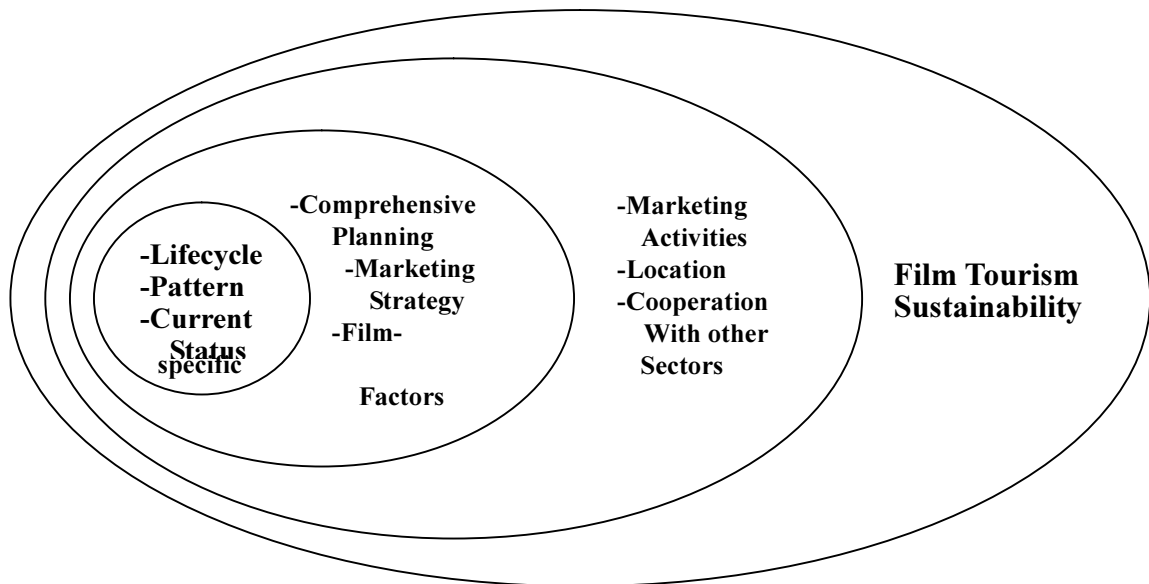 -Lifecycle
-Pattern
-Current
Status
specific
-Comprehensive
Planning
-Marketing
Strategy
-Film-
Factors
-Marketing
Activities
-Location
-Cooperation
With other
Sectors
Film Tourism
Sustainability